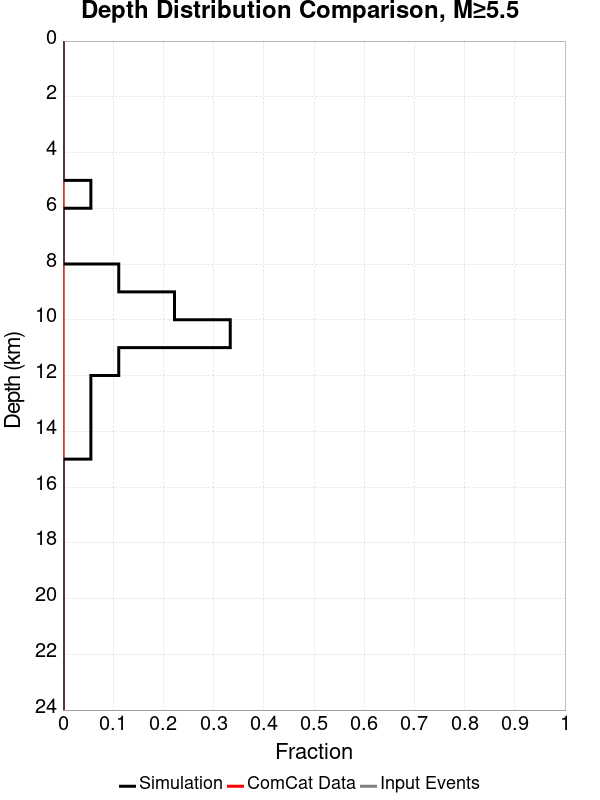 Depth Distribution Comparison, M≥5.5
0
2
4
6
8
10
12
14
16
18
20
22
24
Depth (km)
0 0.1 0.2 0.3 0.4 0.5 0.6 0.7 0.8 0.9 1
Fraction
Simulation ComCat Data Input Events